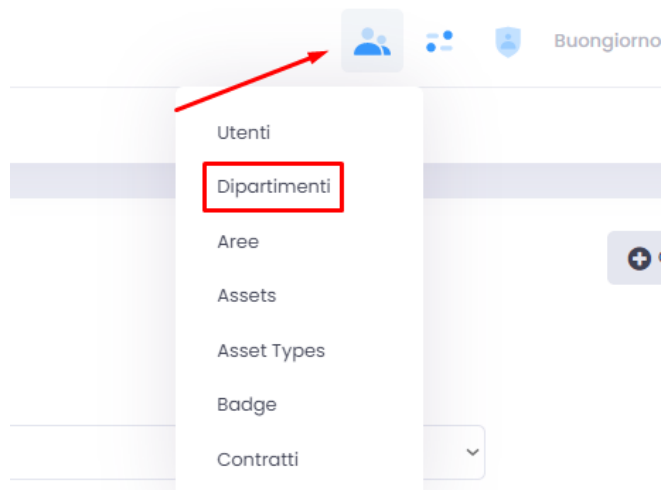 Buongiorno
Utenti
Dipartimenti
Aree
Assets
Asset Types
Badge
Contratti